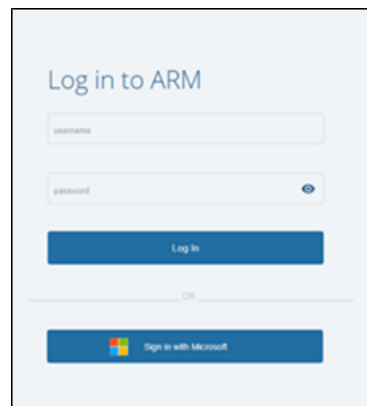 Log in to ARM
username
password
Log In
OR
Sign in with Microsoft